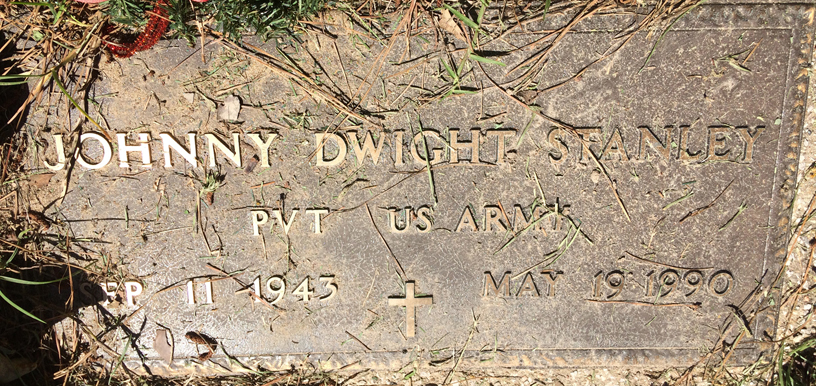 JOHNNY DWIGHT STANLEY
PVT US ARMY
SEP 11 1943 MAY 19 1990